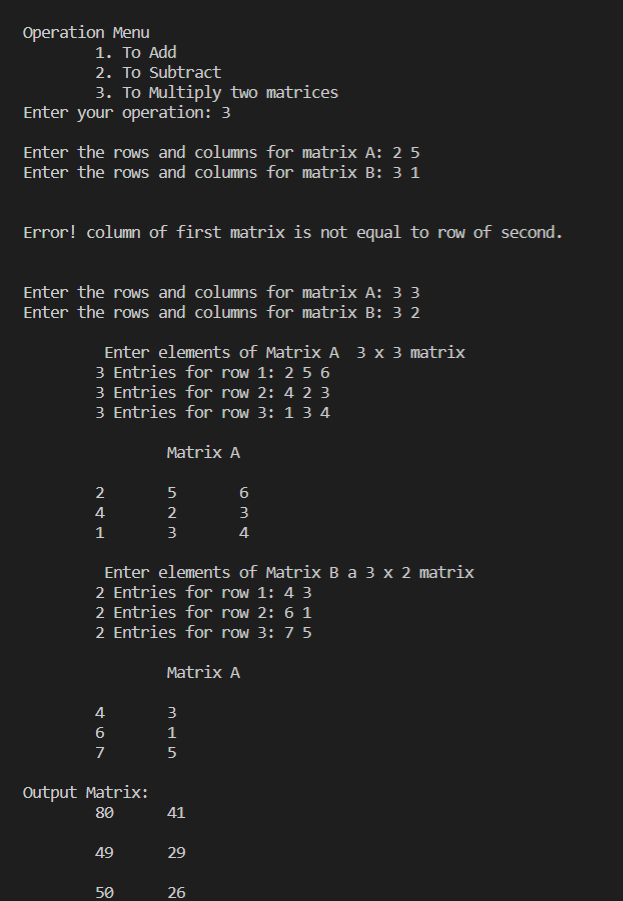 Operation Menu
1. To Add
2. To Subtract
3. To Multiply two matrices
Enter your operation: 3
Enter the rows and columns for matrix A: 2 5
Enter the rows and columns for matrix B: 3 1
Error! column of first matrix is not equal to row of second.
Enter the rows and columns for matrix A: 3 3
Enter the rows and columns for matrix B: 3 2
Enter elements of Matrix A  3 x 3 matrix
3 Entries for row 1: 2 5 6
3 Entries for row 2: 4 2 3
3 Entries for row 3: 1 3 4
Matrix A
2 5 6
4 2 3
1 3 4
Enter elements of Matrix B a 3 x 2 matrix
2 Entries for row 1: 4 3
2 Entries for row 2: 6 1
2 Entries for row 3: 7 5
Matrix A
4 3
6 1
7 5
Output Matrix:
80 41
49 29
50 26